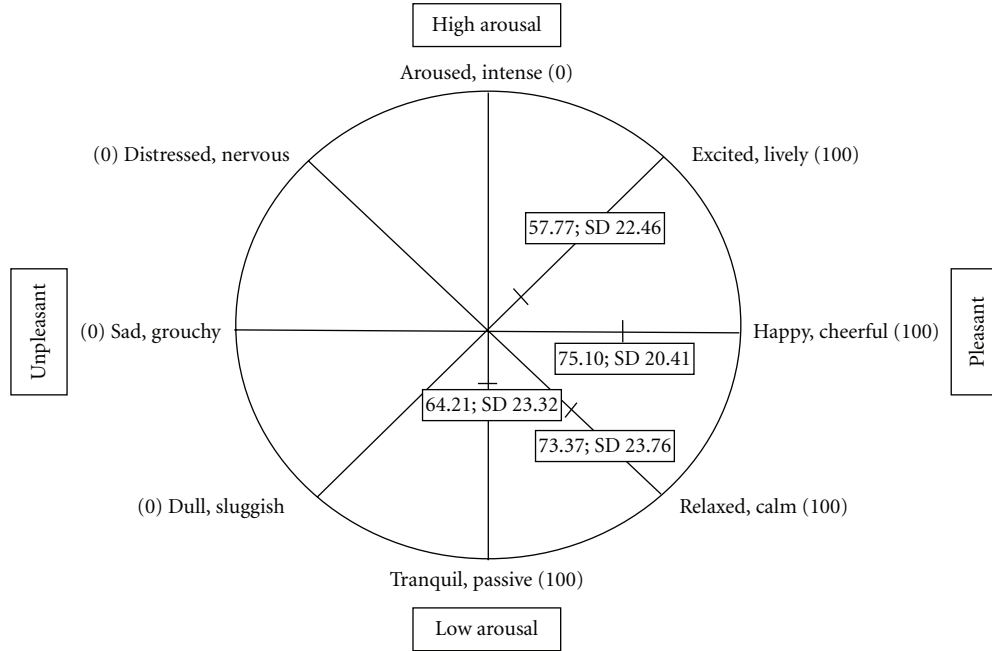 High arousal
Aroused, intense (0)
(0) Distressed, nervous
Excited, lively (100)
57.77; SD 22.46
Unpleasant
(0) Sad, grouchy
Happy, cheerful (100)
Pleasant
75.10; SD 20.41
64.21; SD 23.32
73.37; SD 23.76
(0) Dull, sluggish
Relaxed, calm (100)
Tranquil, passive (100)
Low arousal